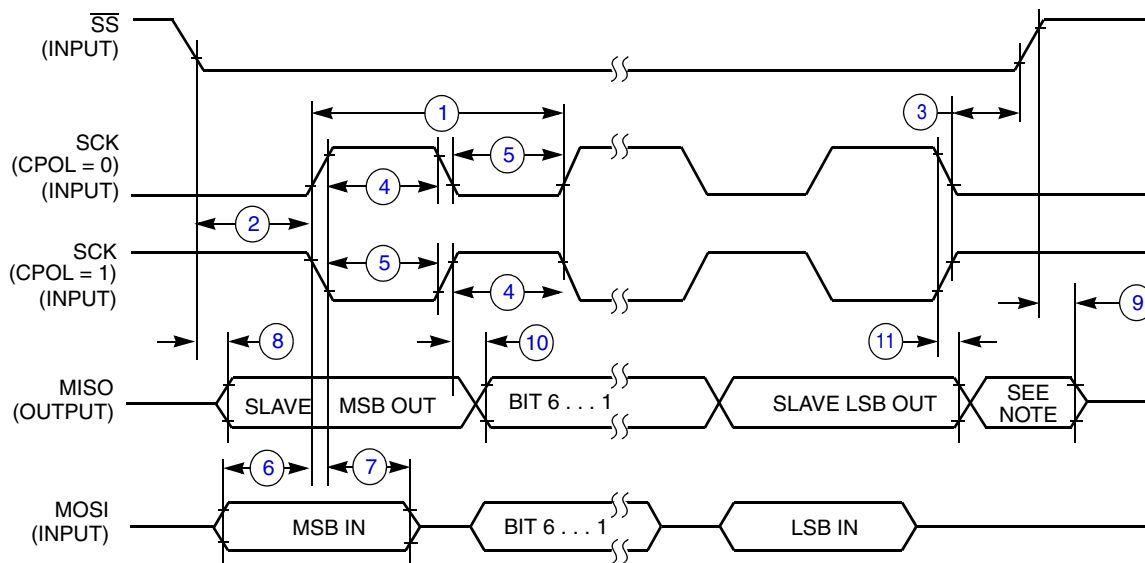 SS
(INPUT)
1
3
SCK
(CPOL = 0)
(INPUT)
5
4
2
SCK
(CPOL = 1)
(INPUT)
5
4
9
8
10
11
MISO
(OUTPUT)
SLAVE MSB OUT
BIT 6 . . . 1
SLAVE LSB OUT
SEE
NOTE
6
7
MOSI
(INPUT)
MSB IN
BIT 6 . . . 1
LSB IN